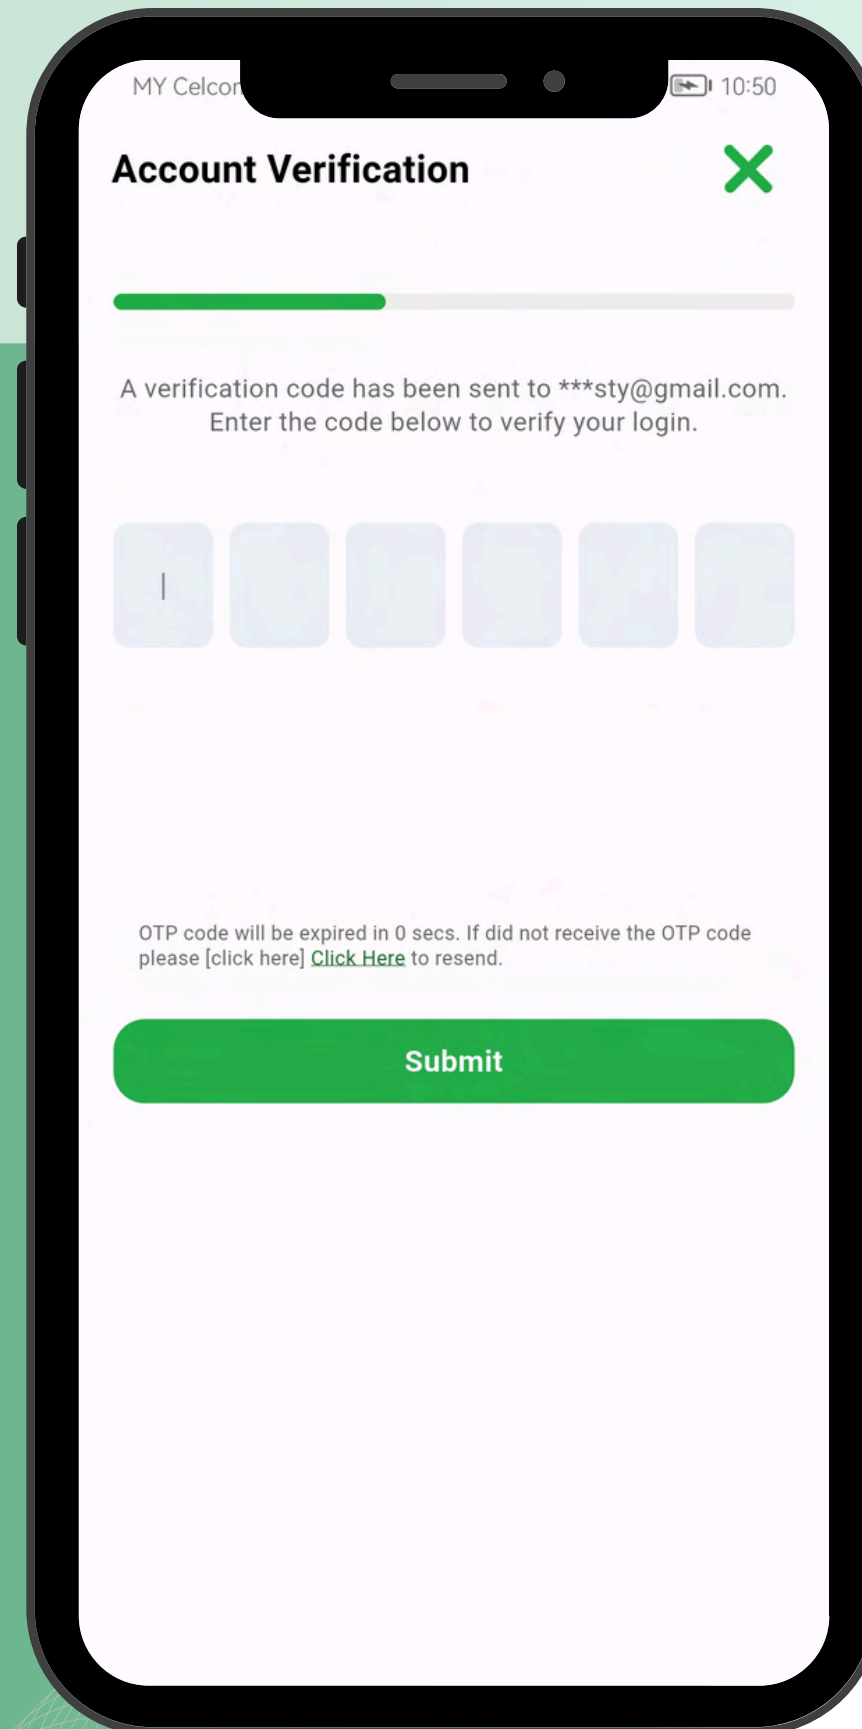 MY Celcom 10:50
Account Verification
A verification code has been sent to ***sty@gmail.com.
Enter the code below to verify your login.
OTP code will be expired in 0 secs. If did not receive the OTP code
please [click here] Click Here to resend.
Submit